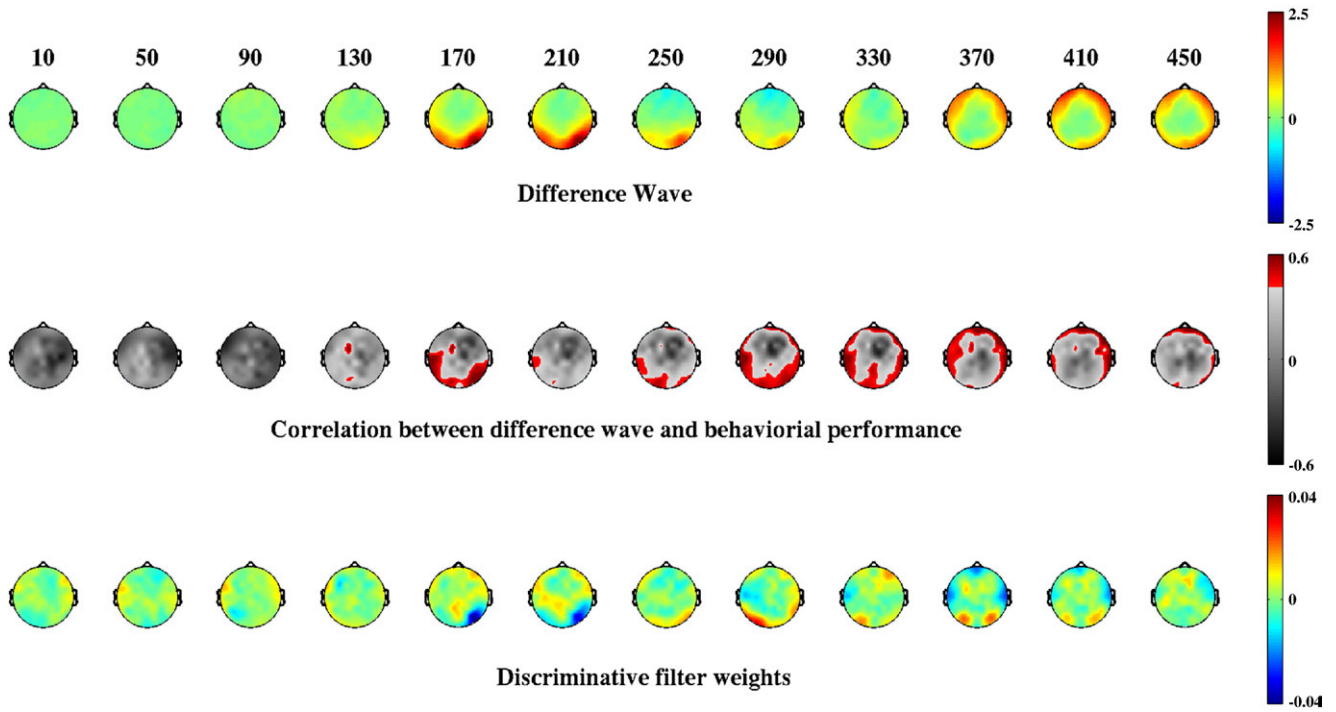 10 50 90 130 170 210 250 290 330 370 410 450
2.5
0
-2.5
Difference Wave
0.6
0
-0.6
Correlation between difference wave and behaviorial performance
0.04
0
-0.04
Discriminative filter weights